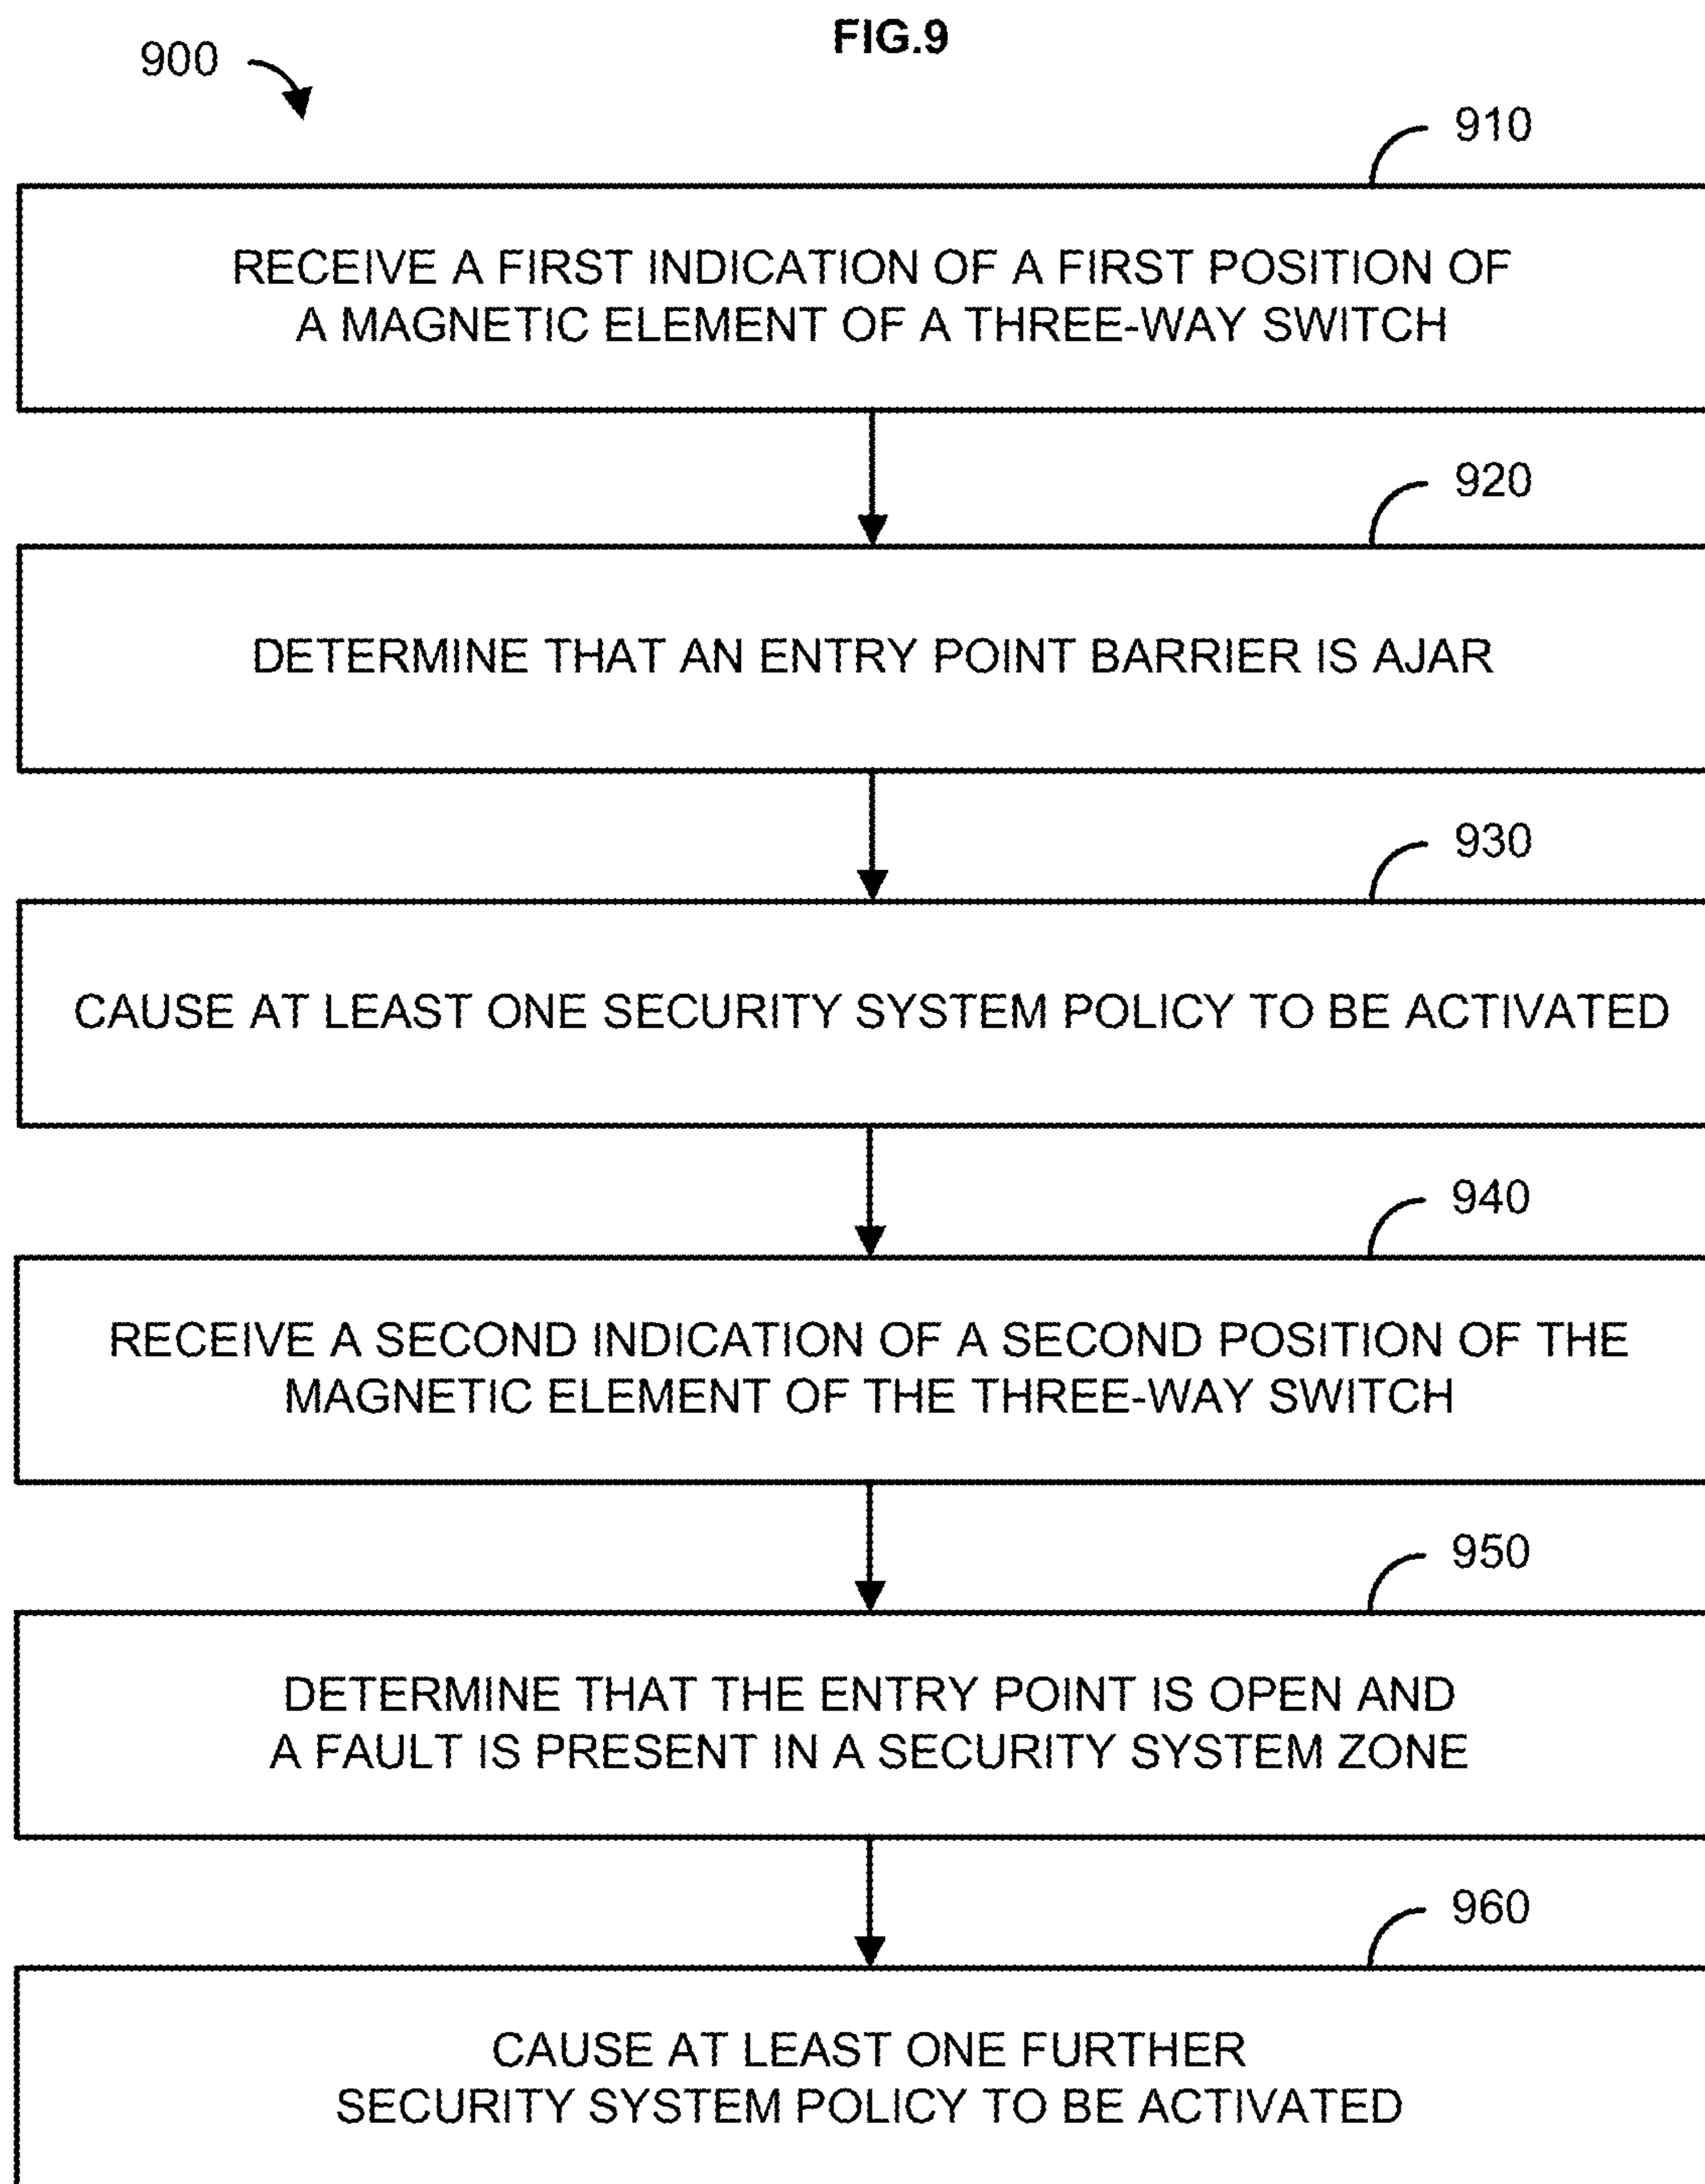 FIG.9
900
910
RECEIVE A FIRST INDICATION OF A FIRST POSITION OF
A MAGNETIC ELEMENT OF A THREE-WAY SWITCH
920
DETERMINE THAT AN ENTRY POINT BARRIER IS AJAR
930
CAUSE AT LEAST ONE SECURITY SYSTEM POLICY TO BE ACTIVATED
940
RECEIVE A SECOND INDICATION OF A SECOND POSITION OF THE
MAGNETIC ELEMENT OF THE THREE-WAY SWITCH
950
DETERMINE THAT THE ENTRY POINT IS OPEN AND
A FAULT IS PRESENT IN A SECURITY SYSTEM ZONE
960
CAUSE AT LEAST ONE FURTHER
SECURITY SYSTEM POLICY TO BE ACTIVATED